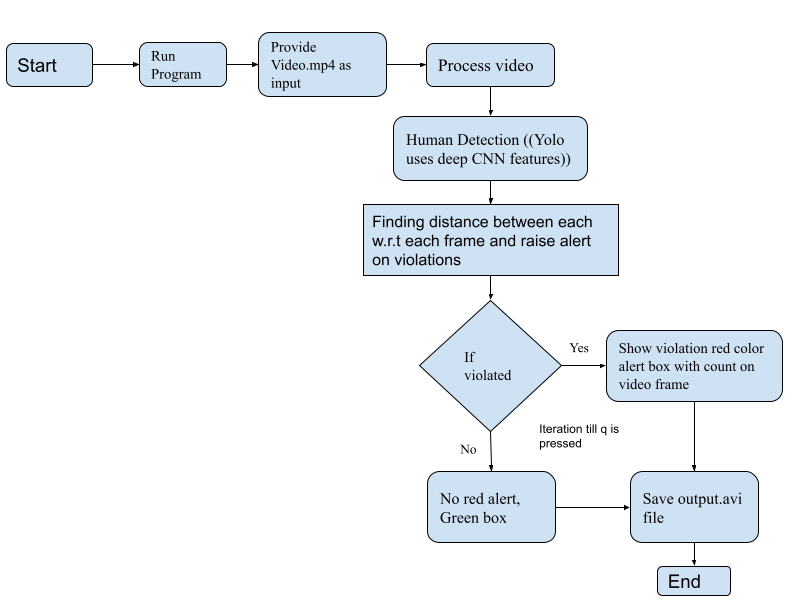 Start
Run
Program
Provide
Video.mp4 as
input
Process video
Human Detection ((Yolo
uses deep CNN features))
Finding distance between each
w.r.t each frame and raise alert
on violations
If
violated
Yes
Show violation red color
alert box with count on
video frame
Iteration till q is
pressed
No
No red alert,
Green box
Save output.avi
file
End